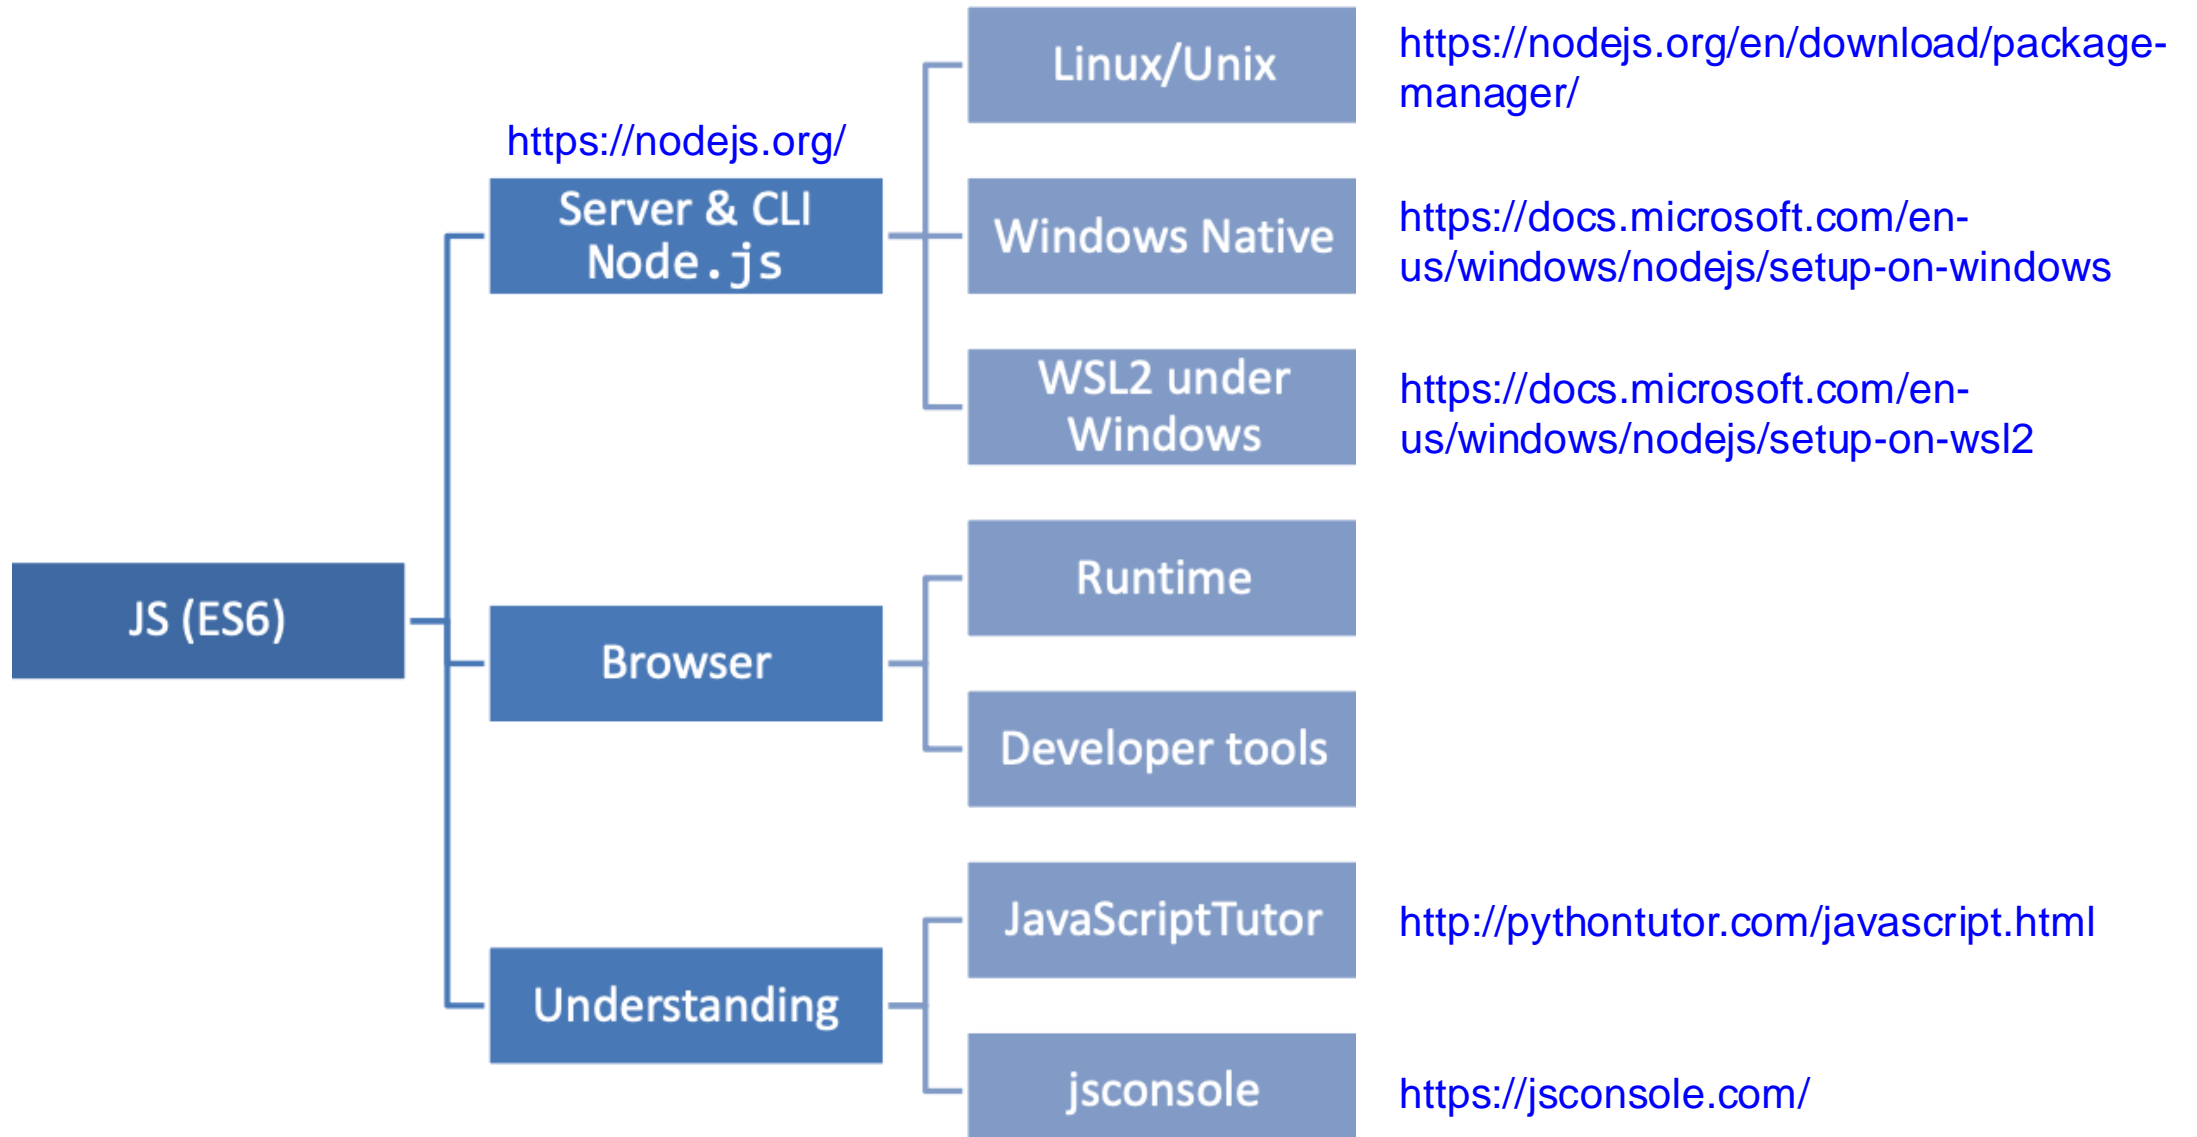 Linux/Unix
https://nodejs.org/en/download/package-
manager/
https://nodejs.org/
Server & CLI
Node.js
Windows Native
https://docs.microsoft.com/en-
us/windows/nodejs/setup-on-windows
WSL2 under
Windows
https://docs.microsoft.com/en-
us/windows/nodejs/setup-on-wsl2
JS (ES6)
Browser
Runtime
Developer tools
Understanding
JavaScriptTutor
http://pythontutor.com/javascript.html
jsconsole
https://jsconsole.com/